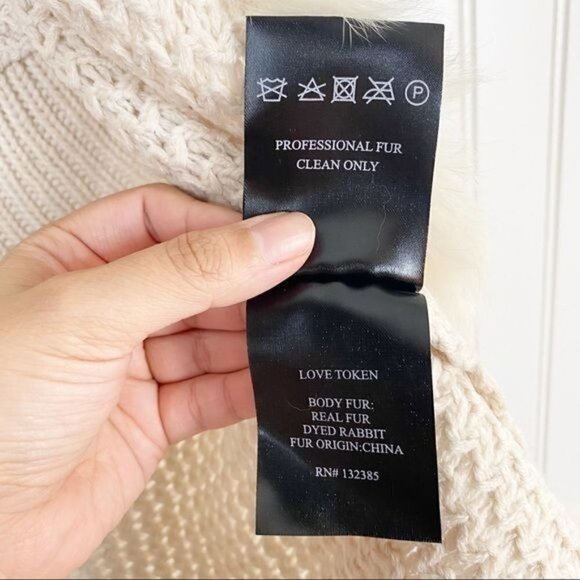 P
PROFESSIONAL FUR
CLEAN ONLY
LOVE TOKEN
BODY FUR:
REAL FUR
DYED RABBIT
FUR ORIGIN:CHINA
RN# 132385